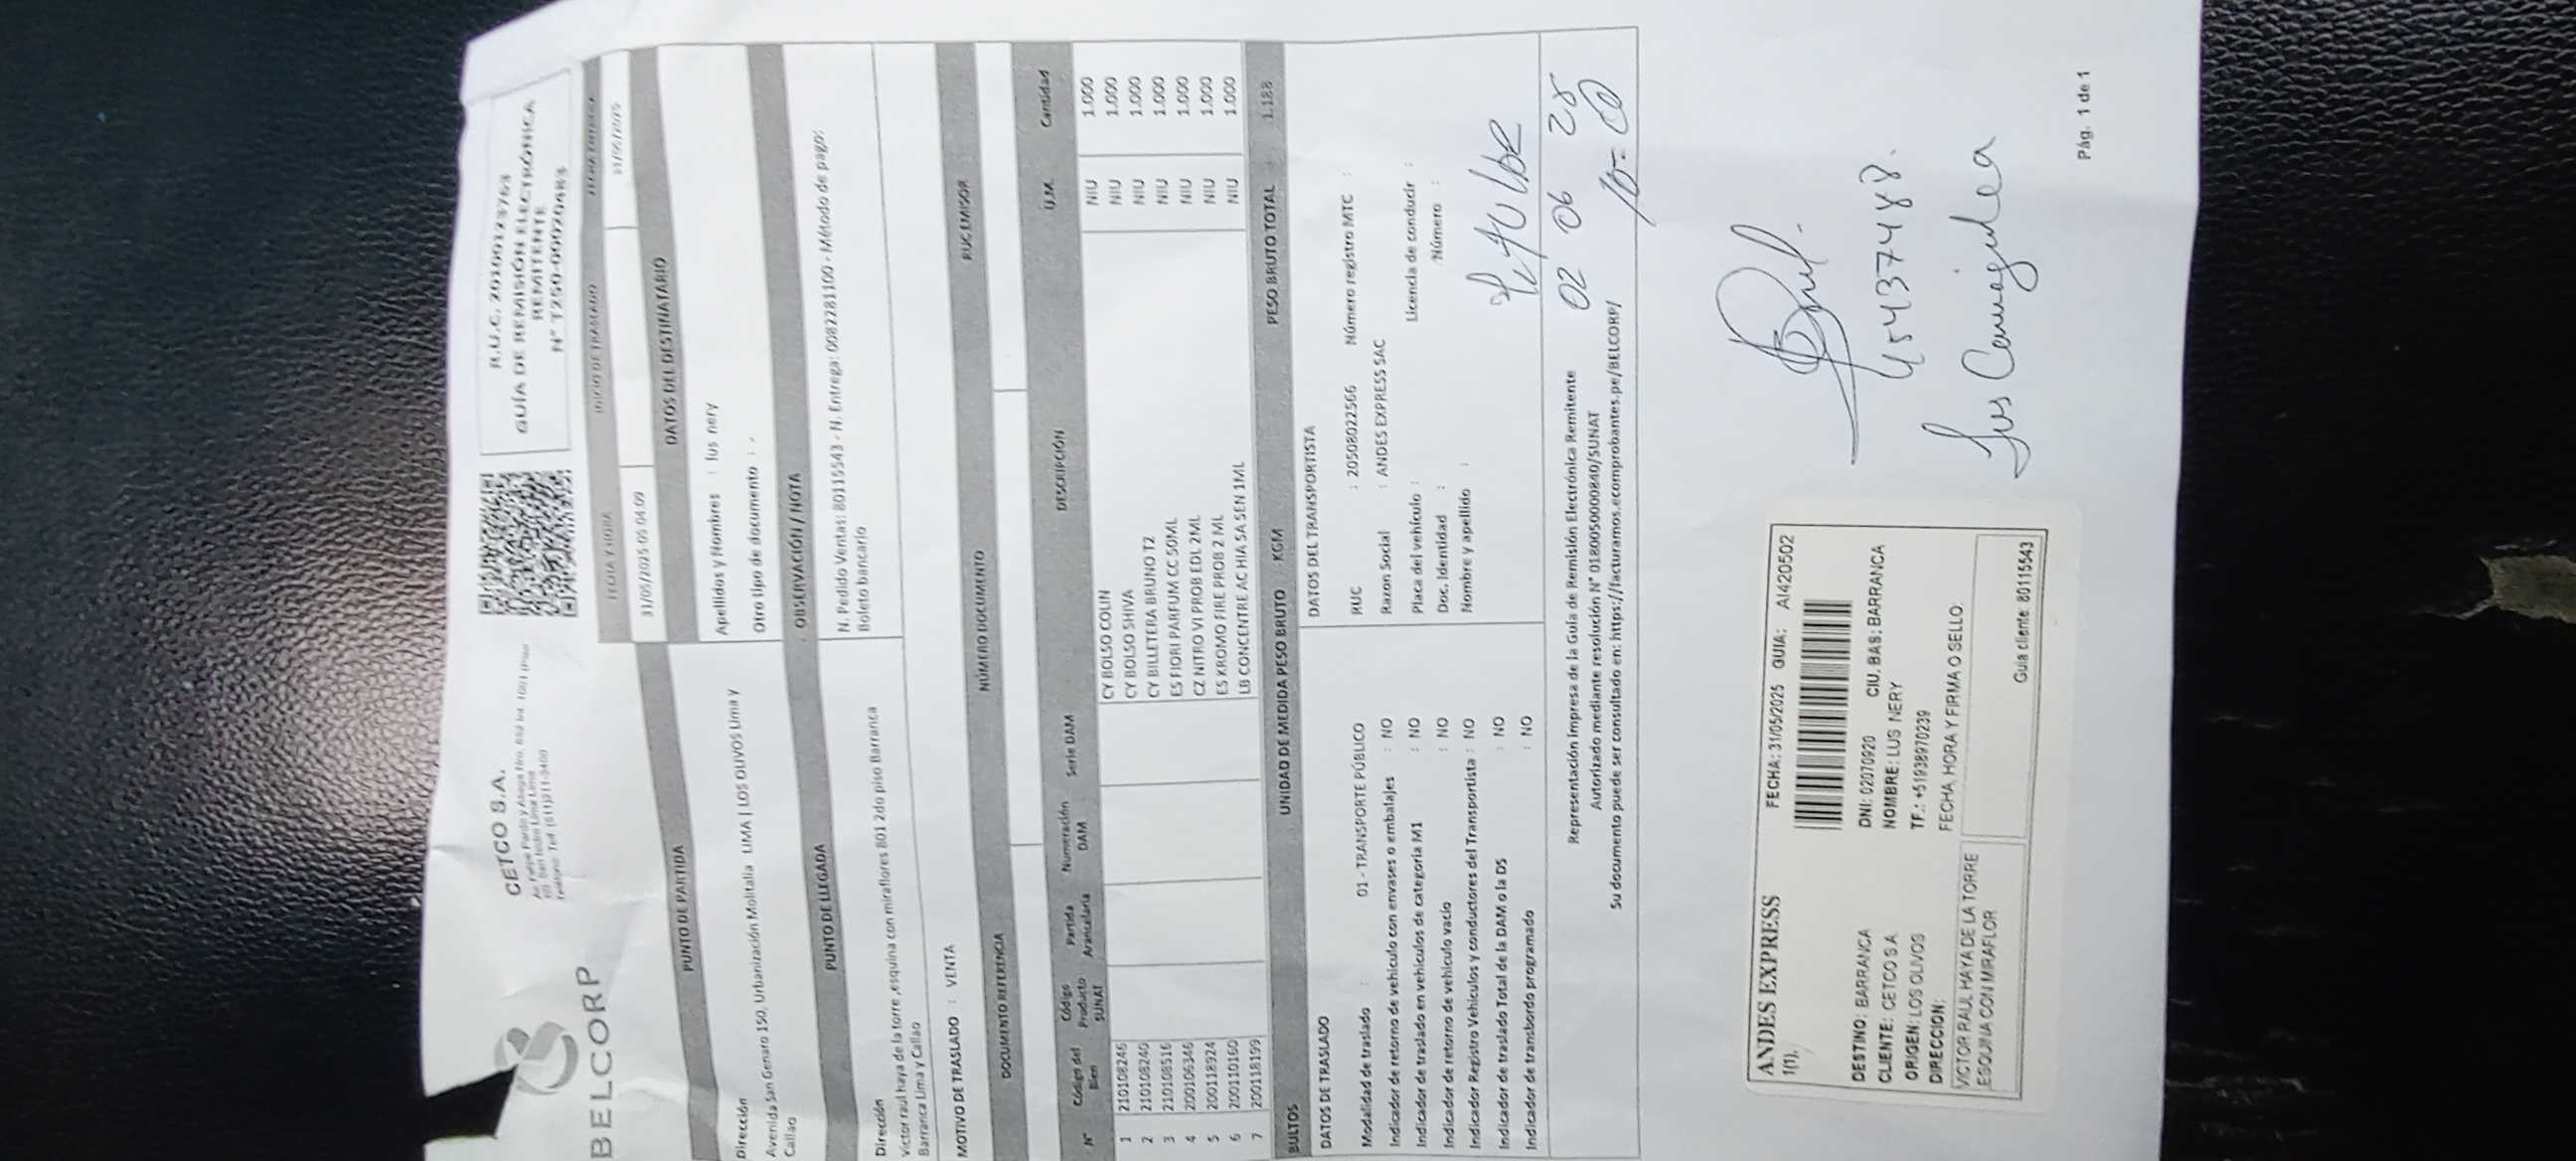 BELCORP
CETCO S.A.
R.U.C. 20100123763
GUÍA DE REMISIÓN ELECTRÓNICA
REMITENTE
FECHA Y HORA
INICIO DE TRASLADO
31/05/2025 05:04:09
PUNTO DE PARTIDA
DATOS DEL DESTINATARIO
Dirección
Avenida San Genaro 150, Urbanización Molitalia LIMA | LOS OLIVOS Lima y
Callao
Apellidos y Nombres : lus nery
Otro tipo de documento : -
PUNTO DE LLEGADA
OBSERVACIÓN / NOTA
Dirección
victor raul haya de la torre ,esquina con miraflores 801 2do piso Barranca
Barranca Lima y Callao
N. Pedido Ventas: 80115543 - N. Entrega: 0082281100 - Método de pago:
Boleto bancario
MOTIVO DE TRASLADO : VENTA
DOCUMENTO REFERENCIA
NÚMERO DOCUMENTO
RUC EMISOR
N° Código del Bien Código Producto SUNAT Partida Arancelaria Numeración DAM Serie DAM DESCRIPCIÓN U.M. Cantidad
1 210108246 CY BOLSO COLIN NIU 1.000
2 210108240 CY BOLSO SHIVA NIU 1.000
3 210108516 CY BILLETERA BRUNO T2 NIU 1.000
4 200106346 ES FIORI PARFUM CC 50ML NIU 1.000
5 200118924 CZ NITRO VI PROB EDL 2ML NIU 1.000
6 200110160 ES KROMO FIRE PROB 2 ML NIU 1.000
7 200118199 LB CONCENTRE AC HIA SA SEN 1ML NIU 1.000
BULTOS UNIDAD DE MEDIDA PESO BRUTO : KGM PESO BRUTO TOTAL : 1.188
DATOS DE TRASLADO
Modalidad de traslado : 01 - TRANSPORTE PÚBLICO
Indicador de retorno de vehículo con envases o embalajes : NO
Indicador de traslado en vehículos de categoría M1 : NO
Indicador de retorno de vehículo vacío : NO
Indicador Registro Vehículos y conductores del Transportista : NO
Indicador de traslado Total de la DAM o la DS : NO
Indicador de transbordo programado : NO
DATOS DEL TRANSPORTISTA
RUC : 20508022566 Número registro MTC :
Razon Social : ANDES EXPRESS SAC
Placa del vehículo : Licencia de conducir :
Doc. Identidad : Número :
Nombre y apellido :
02 06 25
Representación impresa de la Guía de Remisión Electrónica Remitente
Autorizado mediante resolución N° 0180050000840/SUNAT
Su documento puede ser consultado en: https://facturamos.ecomprobantes.pe/BELCORP/
ANDES EXPRESS
1(1),
FECHA: 31/05/2025 GUIA: AI420502
DESTINO: BARRANCA
CLIENTE: CETCO S A
ORIGEN: LOS OLIVOS
DIRECCION:
VICTOR RAUL HAYA DE LA TORRE
ESQUINA CON MIRAFLOR
DNI: 02070920 CIU. BAS: BARRANCA
NOMBRE: LUS NERY
TF.: +51938970239
FECHA, HORA Y FIRMA O SELLO.
Guia cliente: 80115543
45437488.
Pág. 1 de 1